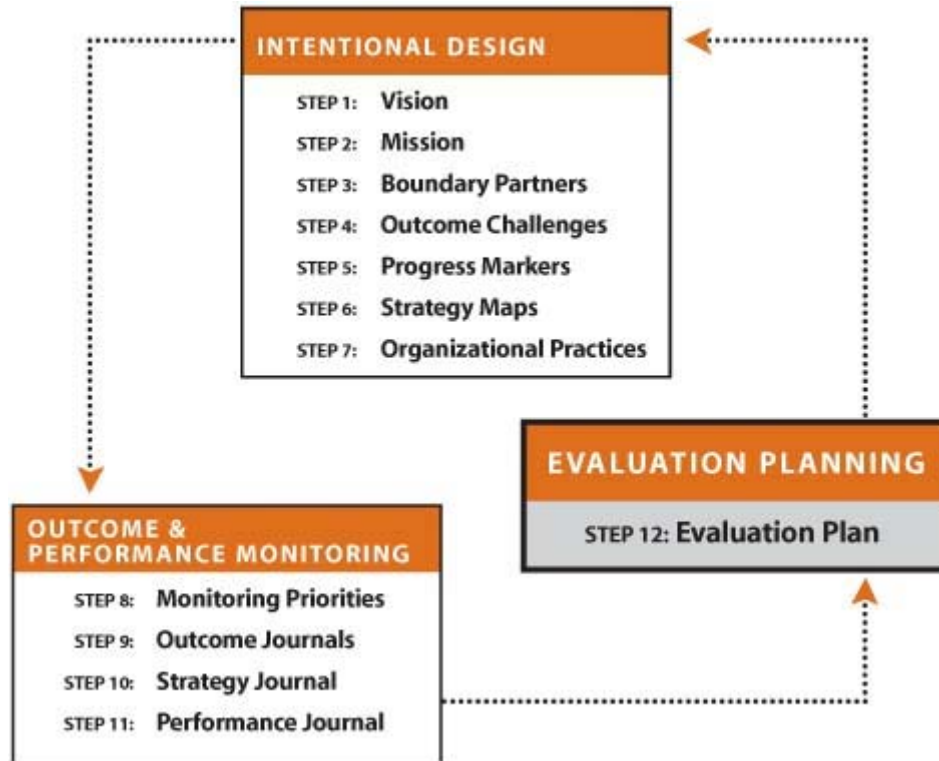 INTENTIONAL DESIGN
STEP 1: Vision
STEP 2: Mission
STEP 3: Boundary Partners
STEP 4: Outcome Challenges
STEP 5: Progress Markers
STEP 6: Strategy Maps
STEP 7: Organizational Practices
EVALUATION PLANNING
STEP 12: Evaluation Plan
OUTCOME &
PERFORMANCE MONITORING
STEP 8: Monitoring Priorities
STEP 9: Outcome Journals
STEP 10: Strategy Journal
STEP 11: Performance Journal